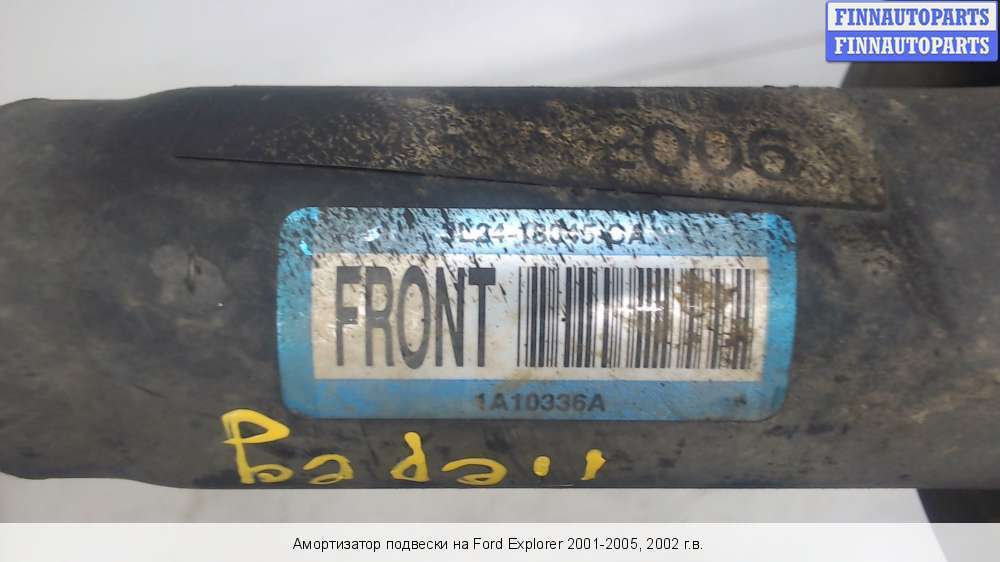 FINNAUTOPARTS
FINNAUTOPARTS
2006
FRONT
1A10336A
Амортизатор подвески на Ford Explorer 2001-2005, 2002 г.в.